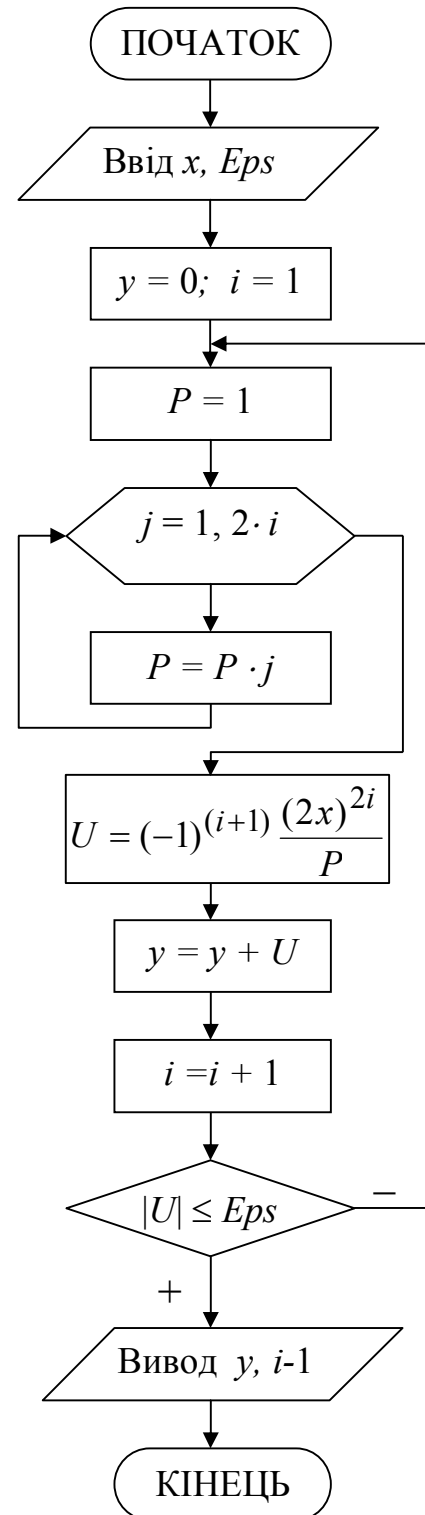 ПОЧАТОК
Ввід x, Eps
y = 0; i = 1
P = 1
j = 1, 2· i
P = P · j
U = (−1)^(i+1) (2x)^2i / P
y = y + U
i =i + 1
|U| ≤ Eps
−
+
Вивод y, i-1
КІНЕЦЬ